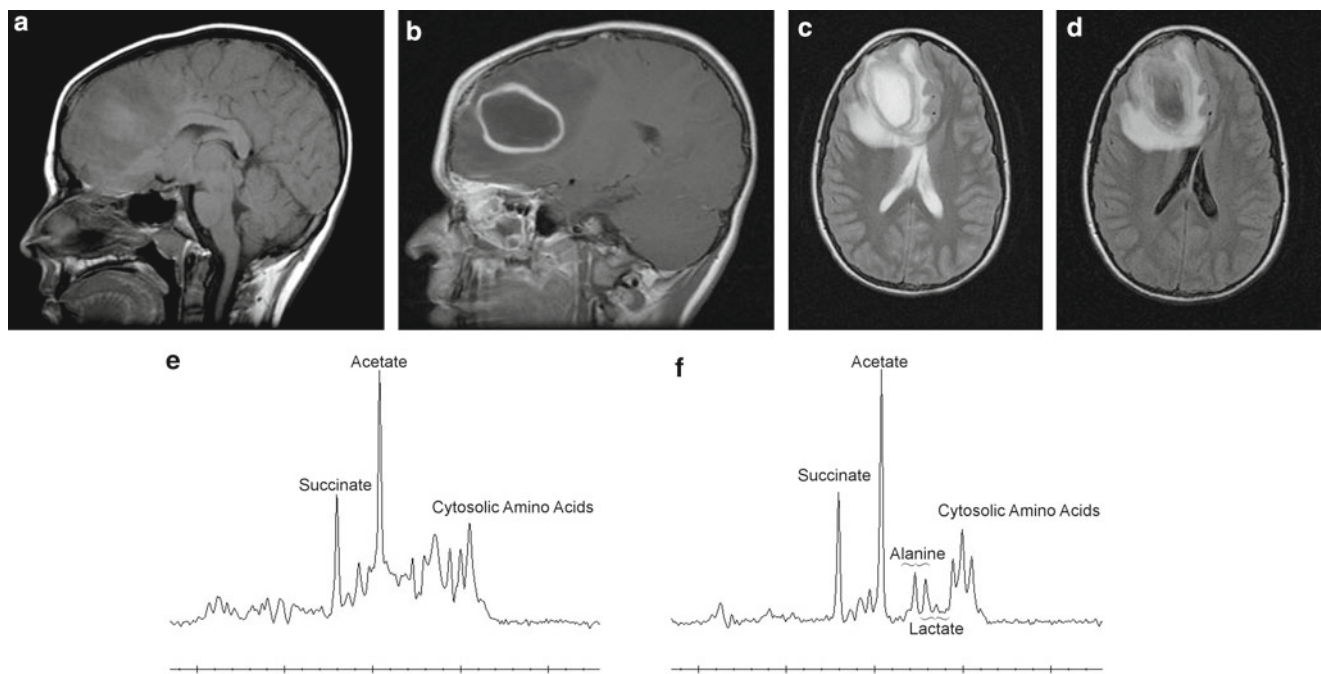 a
b
c
d
e
Acetate
Succinate
Cytosolic Amino Acids
f
Acetate
Succinate
Cytosolic Amino Acids
Alanine
Lactate